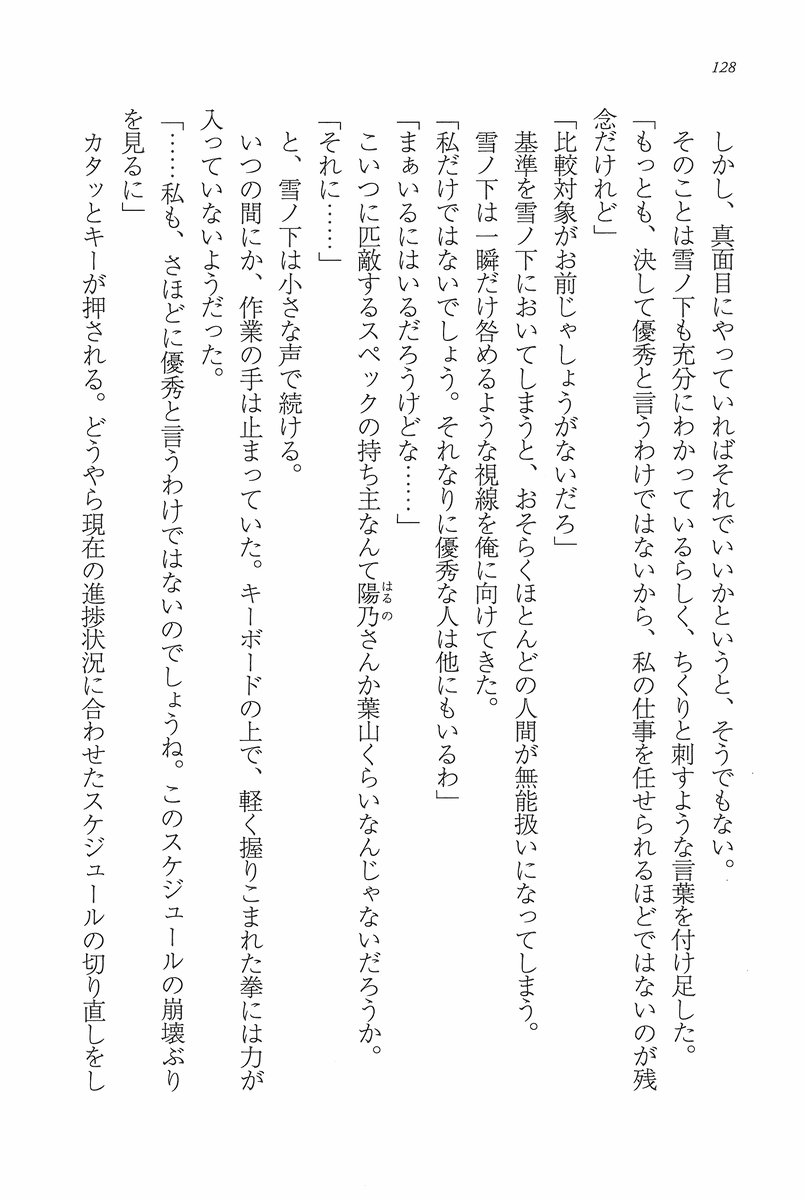 128
しかし、真面目にやっていればそれでいいかというと、そうでもない。
そのことは雪ノ下も充分にわかっているらしく、ちくりと刺すような言葉を付け足した。
「もっとも、決して優秀と言うわけではないから、私の仕事を任せられるほどではないのが残
念だけれど」
「比較対象がお前じゃしょうがないだろ」
基準を雪ノ下においてしまうと、おそらくほとんどの人間が無能扱いになってしまう。
雪ノ下は一瞬だけ咎めるような視線を俺に向けてきた。
「私だけではないでしょう。それなりに優秀な人は他にもいるわ」
「まぁいるにはいるだろうけどな……」
こいつに匹敵するスペックの持ち主なんて陽乃さんか葉山くらいなんじゃないだろうか。
はるの
「それに……」
と、雪ノ下は小さな声で続ける。
いつの間にか、作業の手は止まっていた。キーボードの上で、軽く握りこまれた拳には力が
入っていないようだった。
「……私も、さほどに優秀と言うわけではないのでしょうね。このスケジュールの崩壊ぶり
を見るに」
カタッとキーが押される。どうやら現在の進捗状況に合わせたスケジュールの切り直しをし